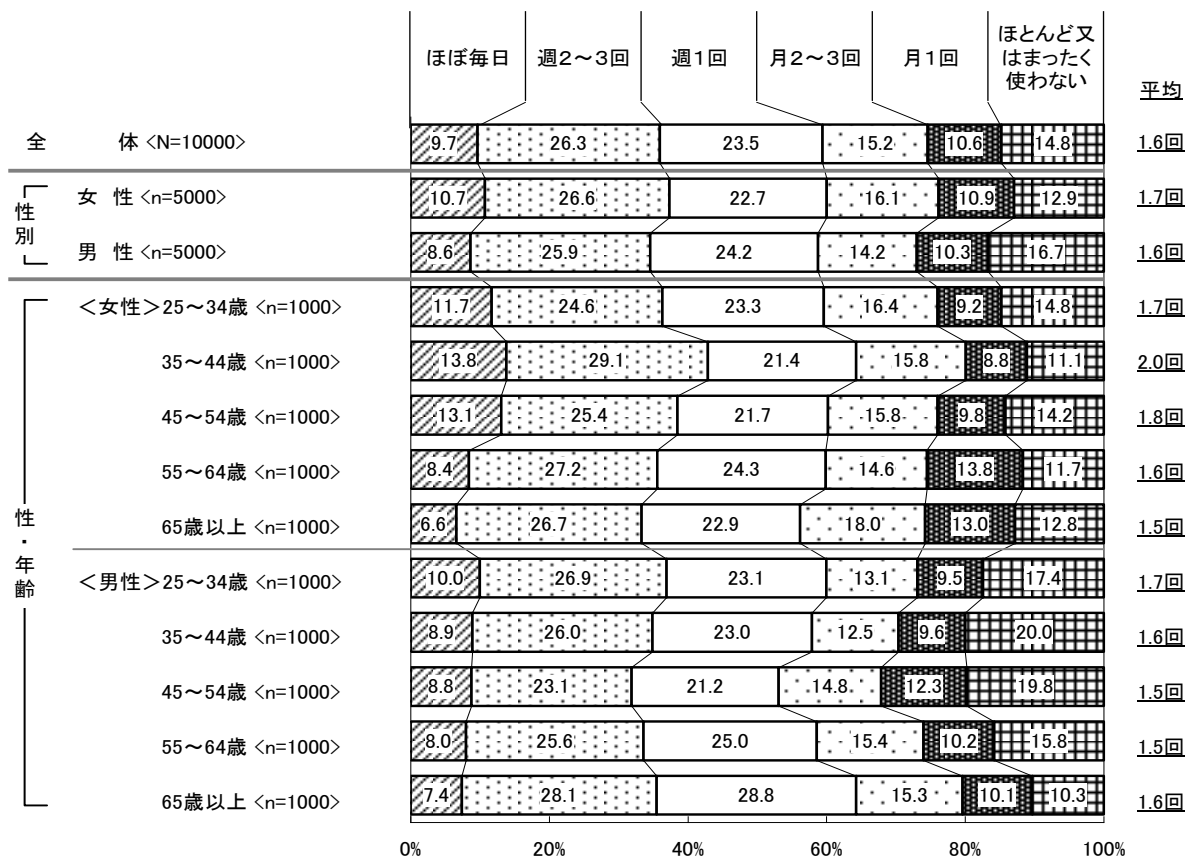 ほぼ毎日 週2～3回 週1回 月2～3回 月1回 ほとんど又はまったく使わない 平均
全 体 <N=10000> 9.7 26.3 23.5 15.2 10.6 14.8 1.6回
性別
女 性 <n=5000> 10.7 26.6 22.7 16.1 10.9 12.9 1.7回
男 性 <n=5000> 8.6 25.9 24.2 14.2 10.3 16.7 1.6回
性・年齢
＜女性＞25～34歳 <n=1000> 11.7 24.6 23.3 16.4 9.2 14.8 1.7回
35～44歳 <n=1000> 13.8 29.1 21.4 15.8 8.8 11.1 2.0回
45～54歳 <n=1000> 13.1 25.4 21.7 15.8 9.8 14.2 1.8回
55～64歳 <n=1000> 8.4 27.2 24.3 14.6 13.8 11.7 1.6回
65歳以上 <n=1000> 6.6 26.7 22.9 18.0 13.0 12.8 1.5回
＜男性＞25～34歳 <n=1000> 10.0 26.9 23.1 13.1 9.5 17.4 1.7回
35～44歳 <n=1000> 8.9 26.0 23.0 12.5 9.6 20.0 1.6回
45～54歳 <n=1000> 8.8 23.1 21.2 14.8 12.3 19.8 1.5回
55～64歳 <n=1000> 8.0 25.6 25.0 15.4 10.2 15.8 1.5回
65歳以上 <n=1000> 7.4 28.1 28.8 15.3 10.1 10.3 1.6回
0% 20% 40% 60% 80% 100%